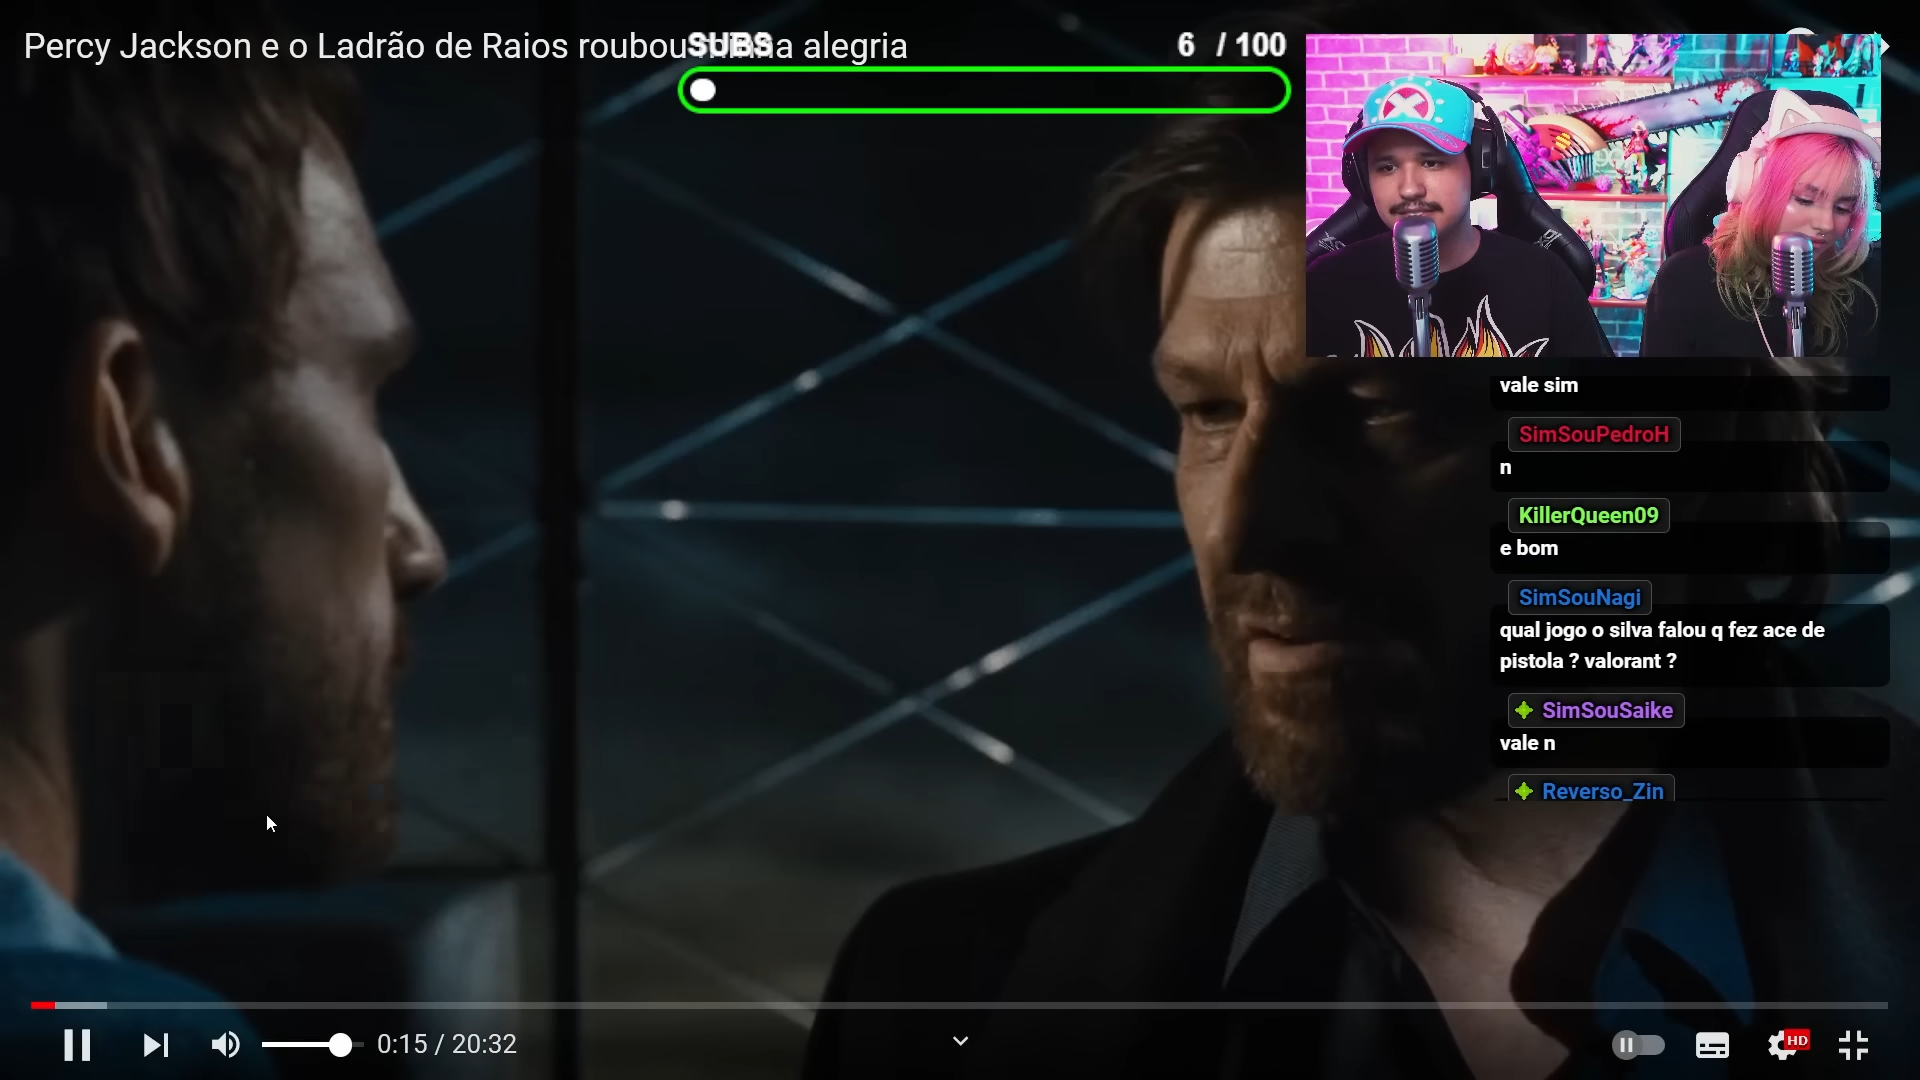 Percy Jackson e o Ladrão de Raios roubou minha alegria
SUBS
6 / 100
vale sim
SimSouPedroH
n
KillerQueen09
e bom
SimSouNagi
qual jogo o silva falou q fez ace de
pistola ? valorant ?
SimSouSaike
vale n
Reverso_Zin
0:15 / 20:32
HD